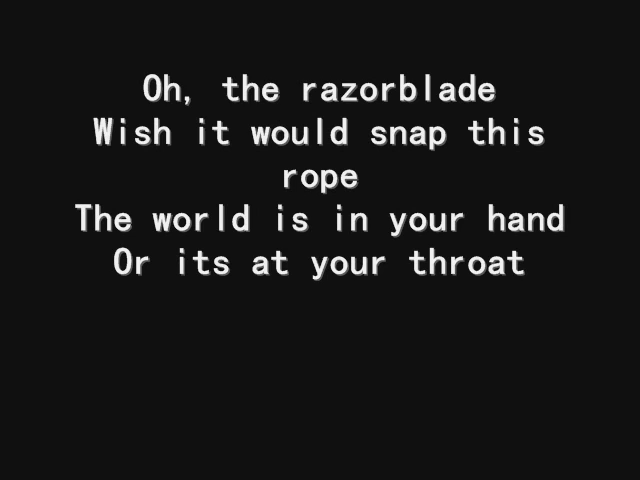 Oh, the razorblade
Wish it would snap this
rope
The world is in your hand
Or its at your throat